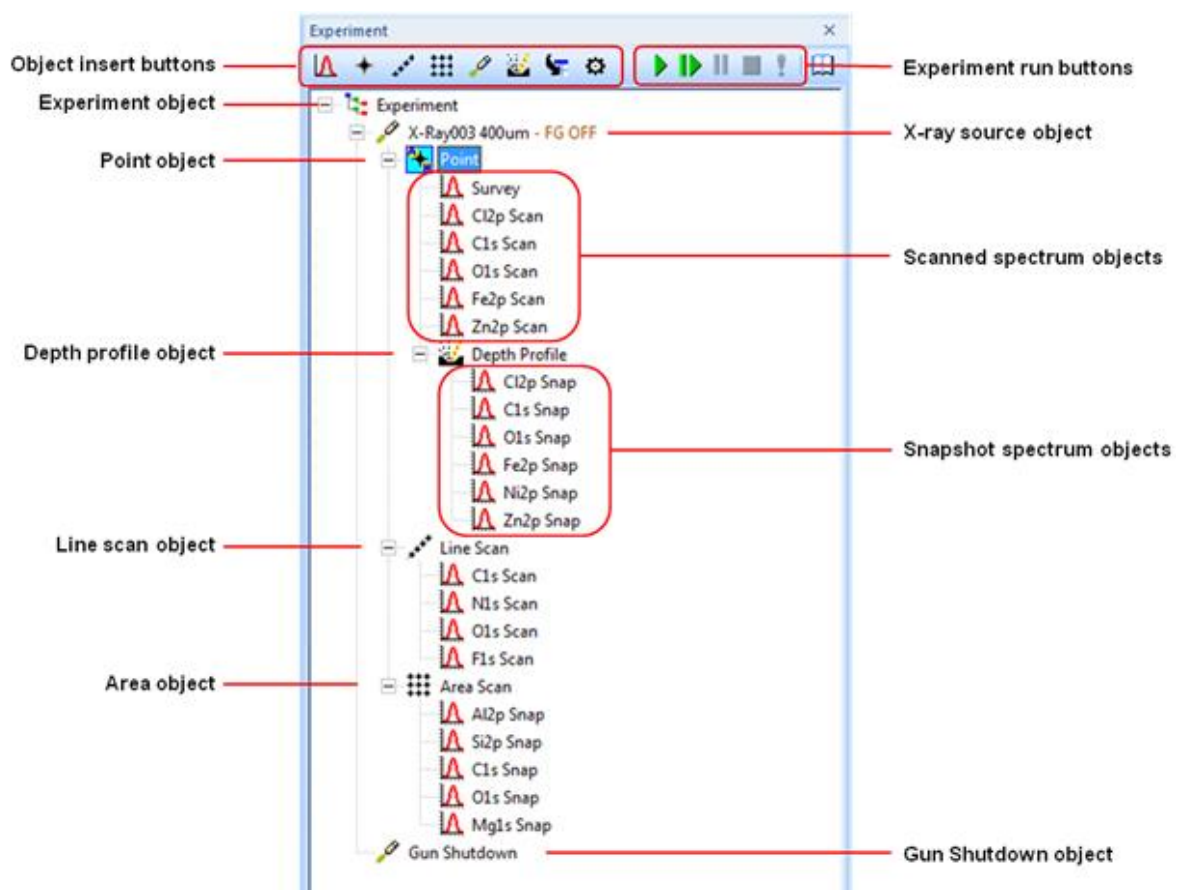 Experiment
Object insert buttons
Experiment run buttons
Experiment object
Experiment
X-Ray003 400um - FG OFF
X-ray source object
Point object
Point
Survey
Cl2p Scan
C1s Scan
Scanned spectrum objects
O1s Scan
Fe2p Scan
Zn2p Scan
Depth profile object
Depth Profile
Cl2p Snap
C1s Snap
O1s Snap
Snapshot spectrum objects
Fe2p Snap
Ni2p Snap
Zn2p Snap
Line scan object
Line Scan
C1s Scan
N1s Scan
O1s Scan
F1s Scan
Area object
Area Scan
Al2p Snap
Si2p Snap
C1s Snap
O1s Snap
Mg1s Snap
Gun Shutdown
Gun Shutdown object